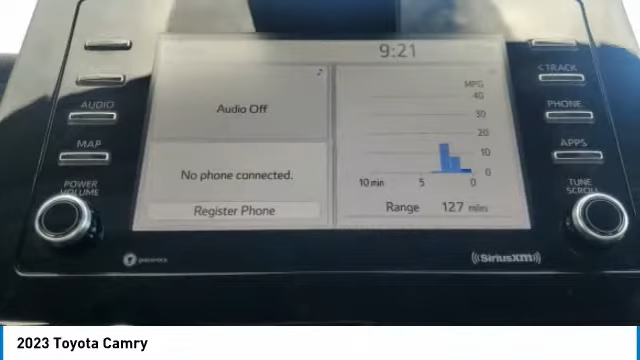 9:21
AUDIO
MAP
POWER
VOLUME
Audio Off
No phone connected.
Register Phone
MPG
40
30
20
10
0
10 min 5 0
Range 127 miles
<TRACK
PHONE
APPS
TUNE
SCROLL
((SiriusXM))
2023 Toyota Camry